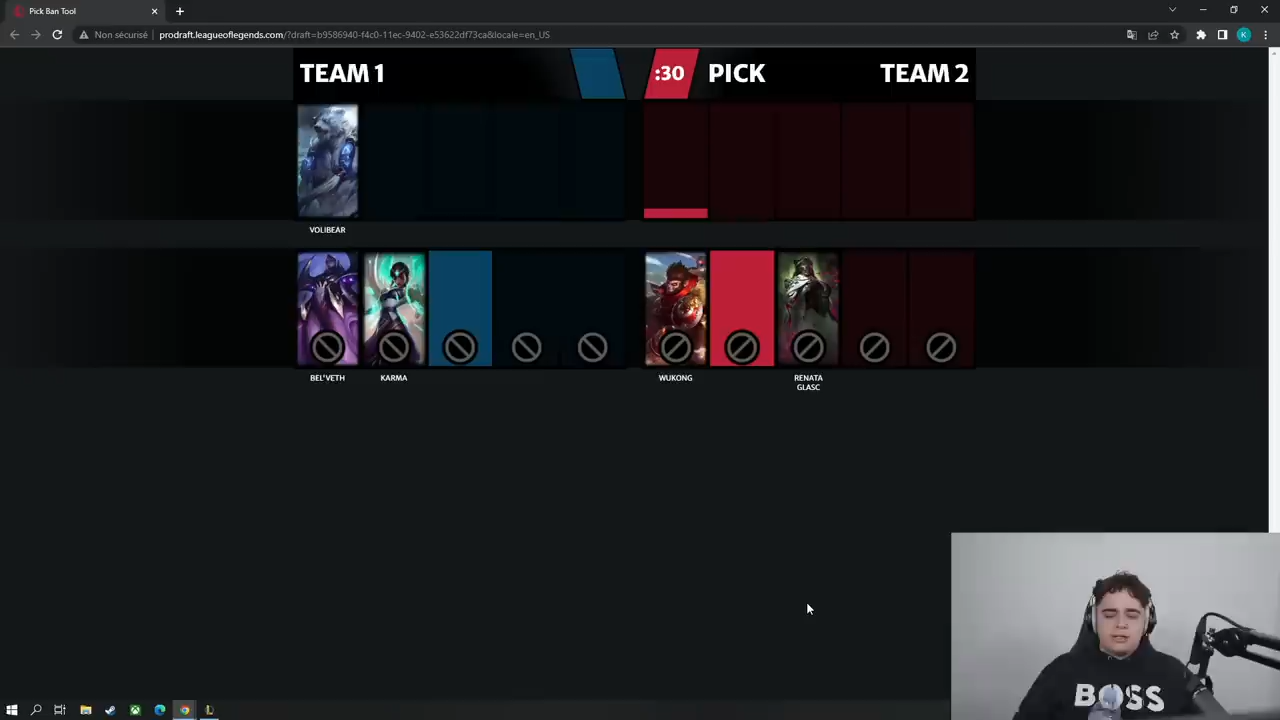 Pick Ban Tool
Non sécurisé
prodraft.leagueoflegends.com/?draft=b9586940-f4c0-11ec-9402-e53622df73ca&locale=en_US
K
TEAM 1
:30
PICK
TEAM 2
VOLIBEAR
BEL'VETH
KARMA
WUKONG
RENATA
GLASC
BOSS